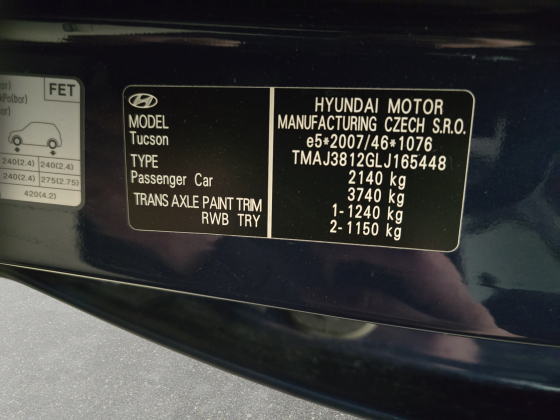 FET
240(2.4) 240(2.4)
240(2.4) 275(2.75)
420(4.2)
MODEL
Tucson
TYPE
Passenger Car
TRANS AXLE PAINT TRIM
RWB TRY
HYUNDAI MOTOR
MANUFACTURING CZECH S.R.O.
e5*2007/46*1076
TMAJ3812GLJ165448
2140 kg
3740 kg
1-1240 kg
2-1150 kg